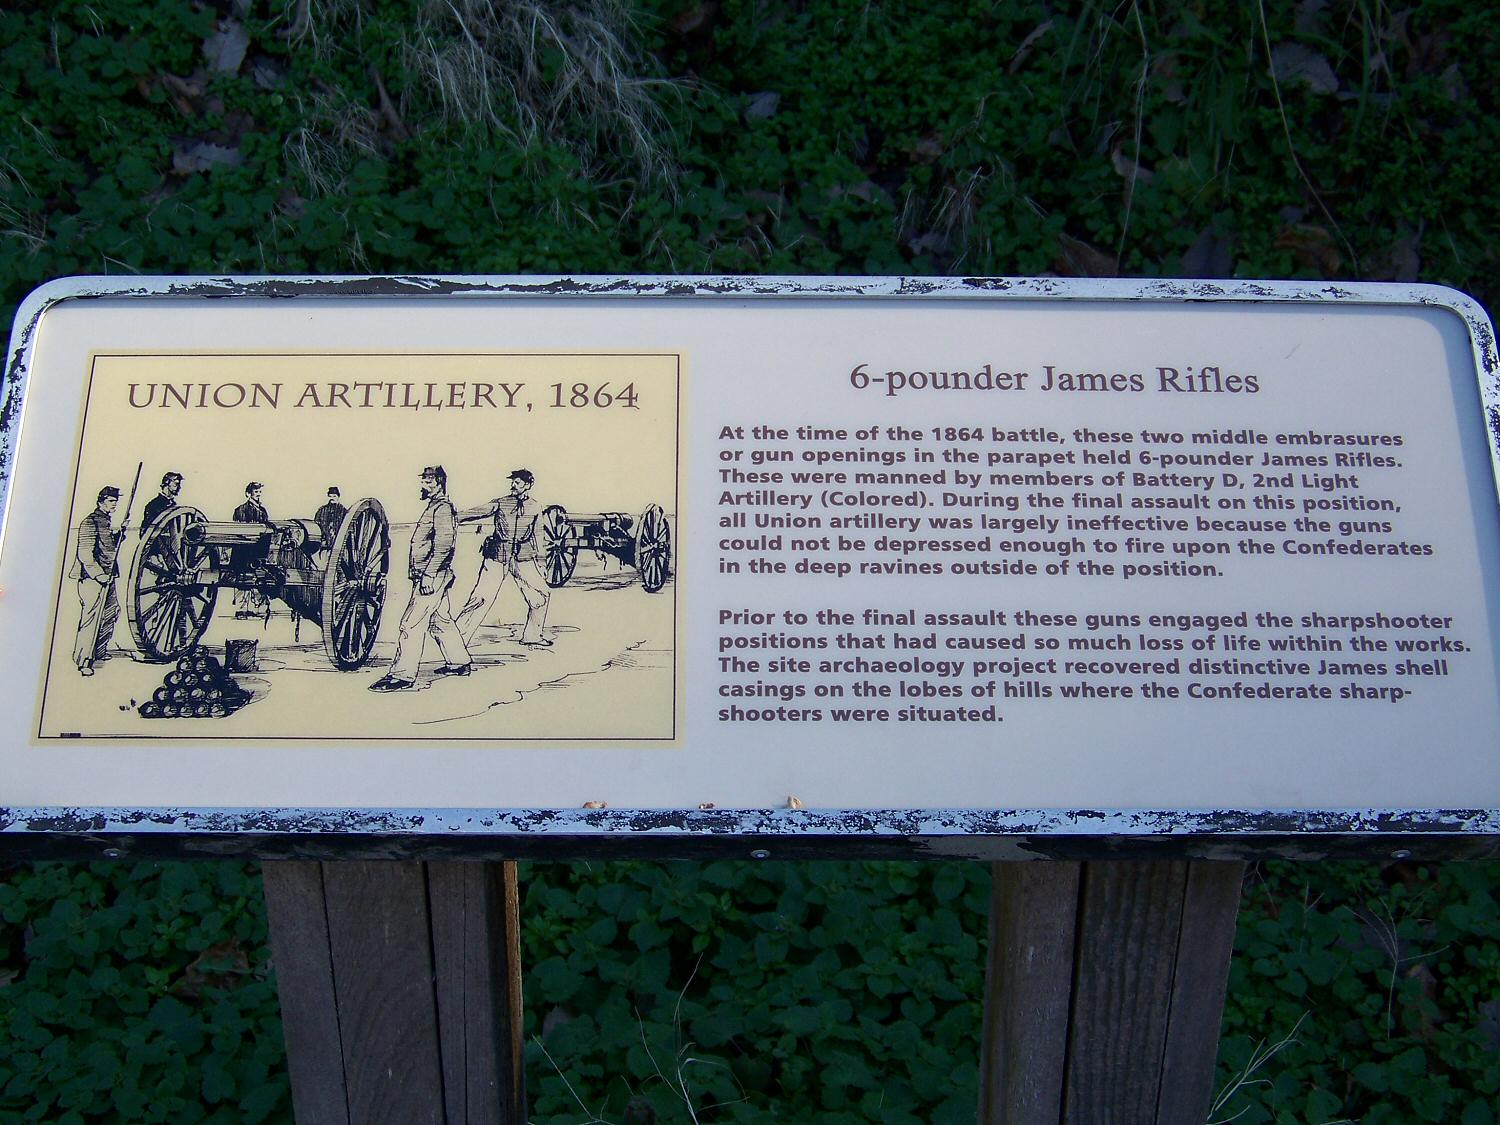 UNION ARTILLERY, 1864
6-pounder James Rifles
At the time of the 1864 battle, these two middle embrasures
or gun openings in the parapet held 6-pounder James Rifles.
These were manned by members of Battery D, 2nd Light
Artillery (Colored). During the final assault on this position,
all Union artillery was largely ineffective because the guns
could not be depressed enough to fire upon the Confederates
in the deep ravines outside of the position.
Prior to the final assault these guns engaged the sharpshooter
positions that had caused so much loss of life within the works.
The site archaeology project recovered distinctive James shell
casings on the lobes of hills where the Confederate sharp-
shooters were situated.